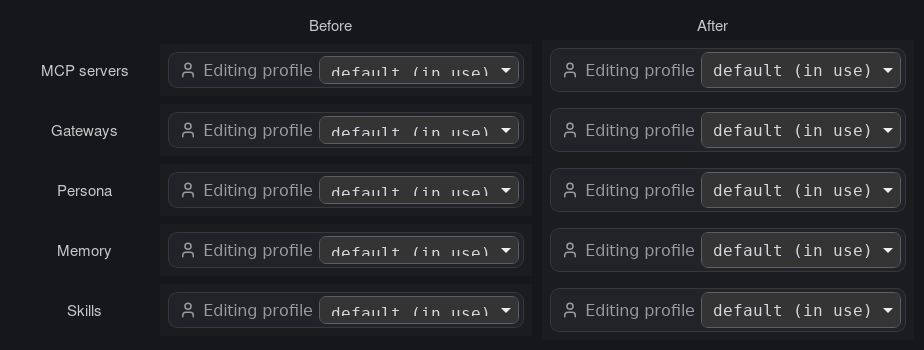 Before After
MCP servers Editing profile default (in use) Editing profile default (in use)
Gateways Editing profile default (in use) Editing profile default (in use)
Persona Editing profile default (in use) Editing profile default (in use)
Memory Editing profile default (in use) Editing profile default (in use)
Skills Editing profile default (in use) Editing profile default (in use)